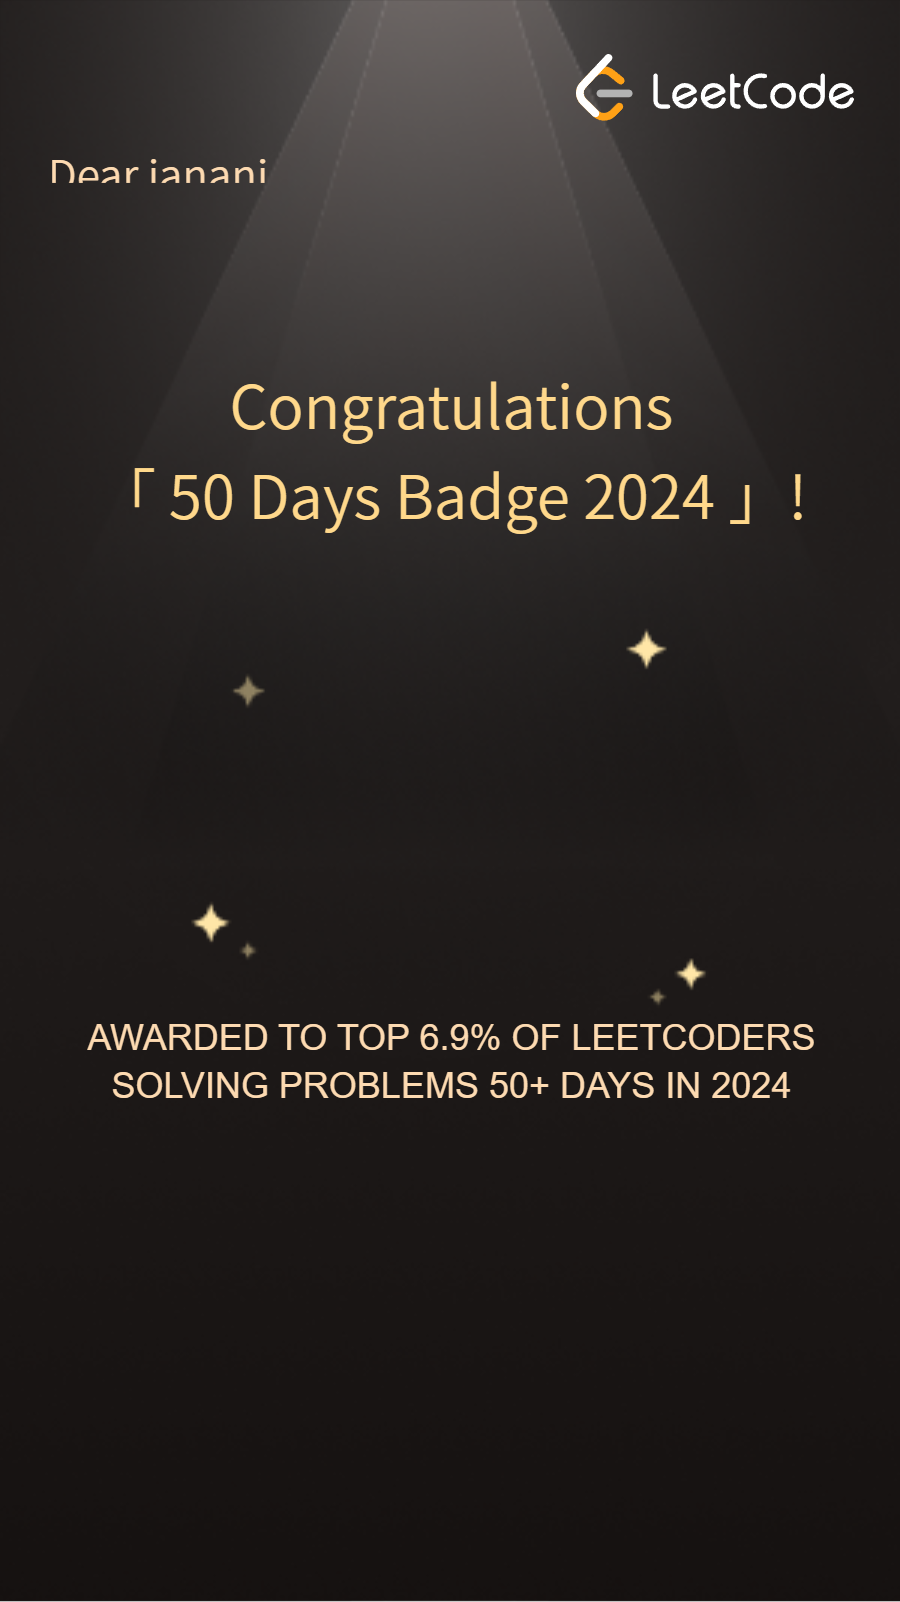 LeetCode
Dear janani
Congratulations
「 50 Days Badge 2024 」 !
AWARDED TO TOP 6.9% OF LEETCODERS
SOLVING PROBLEMS 50+ DAYS IN 2024